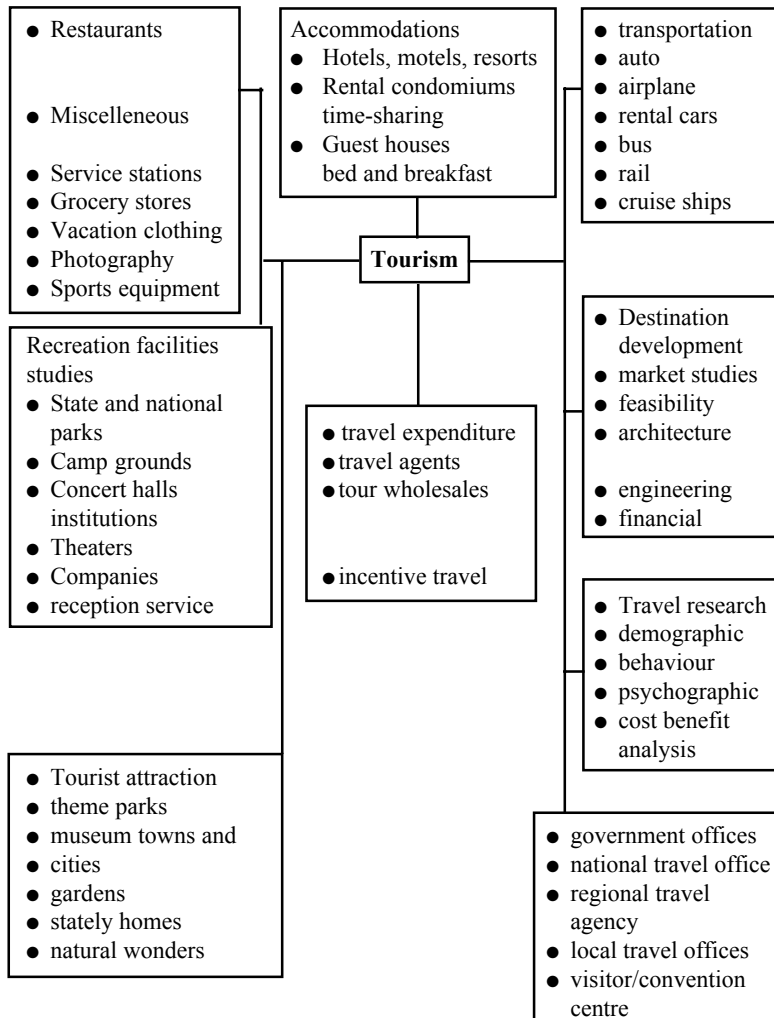 ● Restaurants
● Miscelleneous
● Service stations
● Grocery stores
● Vacation clothing
● Photography
● Sports equipment
Accommodations
● Hotels, motels, resorts
● Rental condomiums
time-sharing
● Guest houses
bed and breakfast
● transportation
● auto
● airplane
● rental cars
● bus
● rail
● cruise ships
Tourism
Recreation facilities
studies
● State and national
parks
● Camp grounds
● Concert halls
institutions
● Theaters
● Companies
● reception service
● travel expenditure
● travel agents
● tour wholesales
● incentive travel
● Destination
development
● market studies
● feasibility
● architecture
● engineering
● financial
● Travel research
● demographic
● behaviour
● psychographic
● cost benefit
analysis
● Tourist attraction
● theme parks
● museum towns and
● cities
● gardens
● stately homes
● natural wonders
● government offices
● national travel office
● regional travel
agency
● local travel offices
● visitor/convention
centre